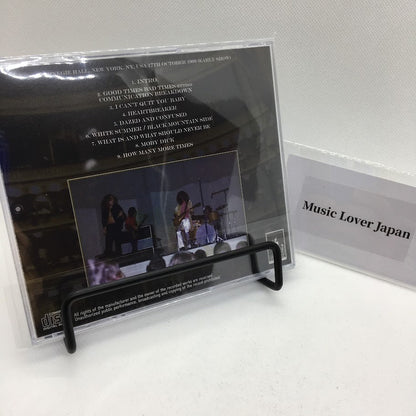 CARNEGIE HALL, NEW YORK, NY, USA 17TH OCTOBER 1969 (EARLY SHOW)
1. INTRO.
2. GOOD TIMES BAD TIMES
COMMUNICATION BREAKDOWN
3. I CAN'T QUIT YOU BABY
4. HEARTBREAKER
5. DAZED AND CONFUSED
6. WHITE SUMMER / BLACK MOUNTAIN SIDE
7. WHAT IS AND WHAT SHOULD NEVER BE
8. MOBY DICK
9. HOW MANY MORE TIMES
Music Lover Japan
All rights of the manufacturer and the owner of the recorded world are reserved.
Unauthorized public performance, broadcasting and copying of the record prohibited.